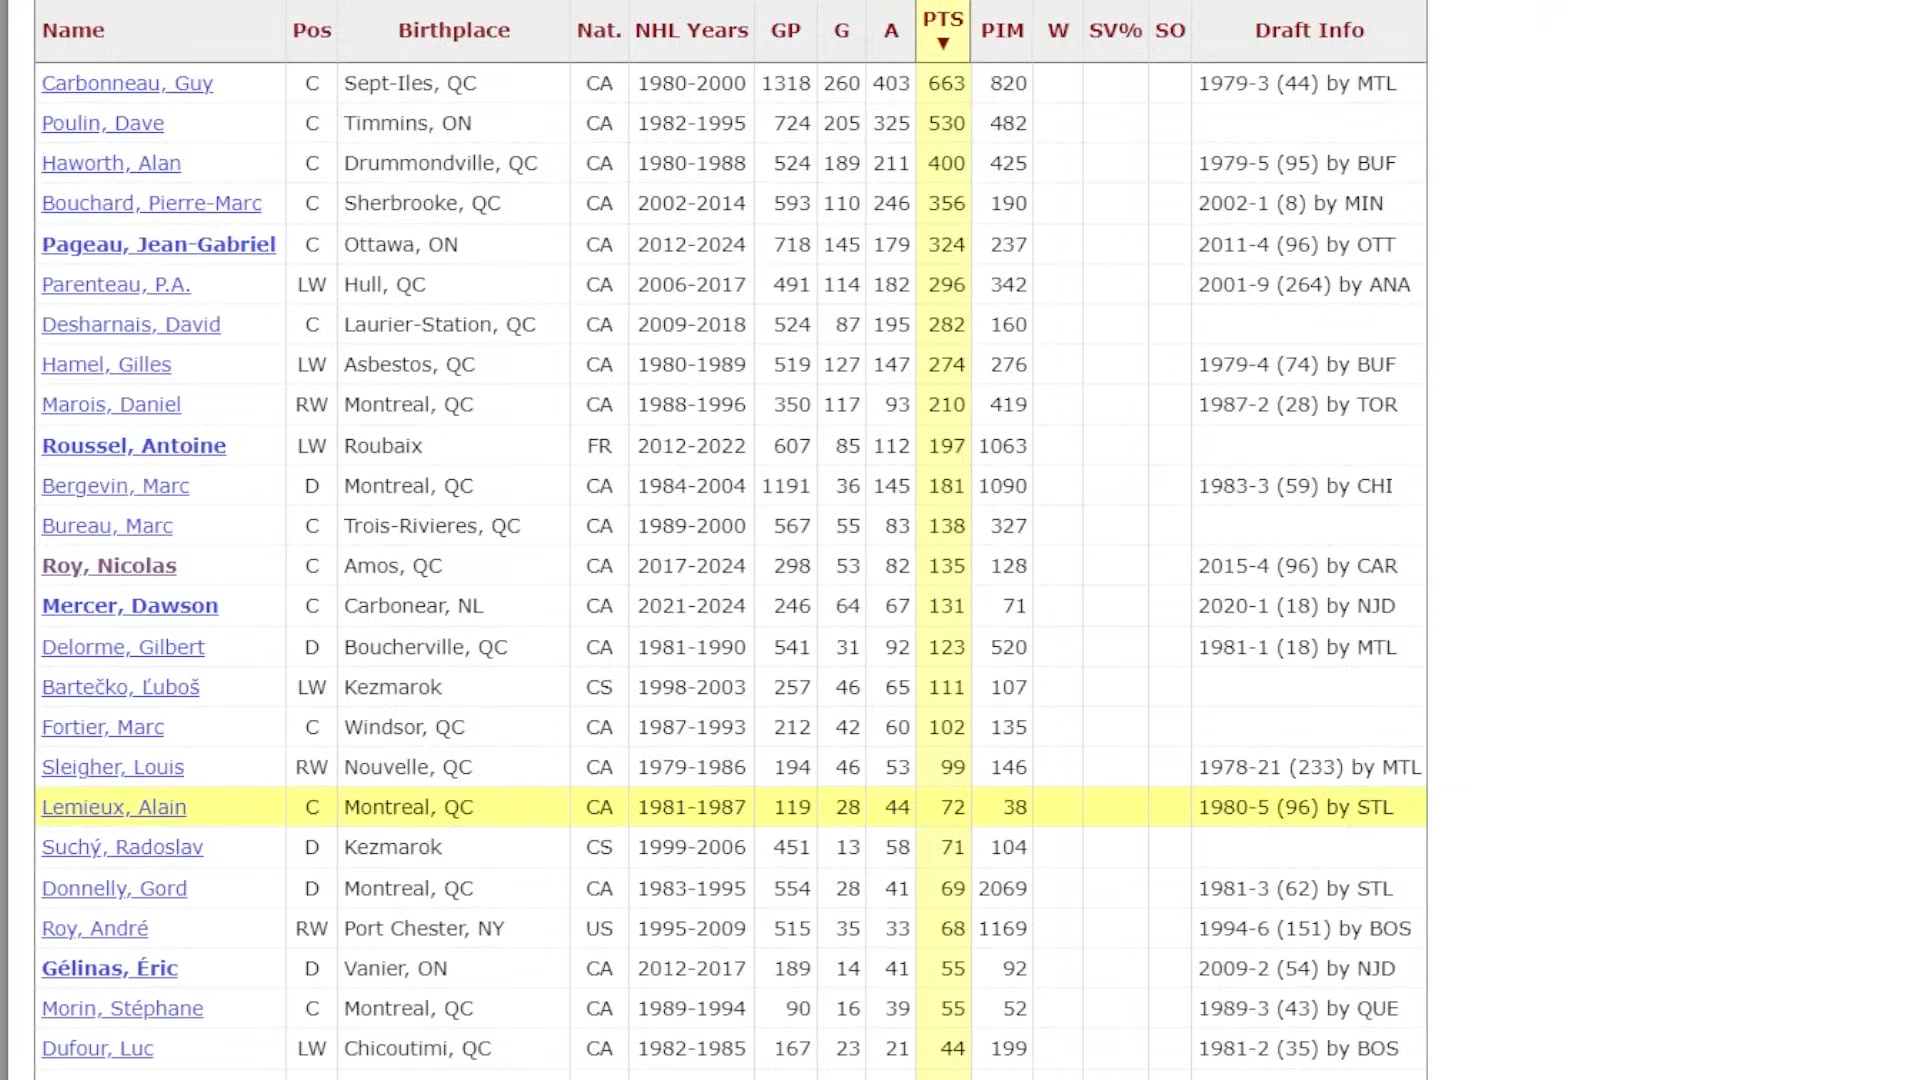 Name Pos Birthplace Nat. NHL Years GP G A PTS ▼ PIM W SV% SO Draft Info
Carbonneau, Guy C Sept-Iles, QC CA 1980-2000 1318 260 403 663 820 1979-3 (44) by MTL
Poulin, Dave C Timmins, ON CA 1982-1995 724 205 325 530 482
Haworth, Alan C Drummondville, QC CA 1980-1988 524 189 211 400 425 1979-5 (95) by BUF
Bouchard, Pierre-Marc C Sherbrooke, QC CA 2002-2014 593 110 246 356 190 2002-1 (8) by MIN
Pageau, Jean-Gabriel C Ottawa, ON CA 2012-2024 718 145 179 324 237 2011-4 (96) by OTT
Parenteau, P.A. LW Hull, QC CA 2006-2017 491 114 182 296 342 2001-9 (264) by ANA
Desharnais, David C Laurier-Station, QC CA 2009-2018 524 87 195 282 160
Hamel, Gilles LW Asbestos, QC CA 1980-1989 519 127 147 274 276 1979-4 (74) by BUF
Marois, Daniel RW Montreal, QC CA 1988-1996 350 117 93 210 419 1987-2 (28) by TOR
Roussel, Antoine LW Roubaix FR 2012-2022 607 85 112 197 1063
Bergevin, Marc D Montreal, QC CA 1984-2004 1191 36 145 181 1090 1983-3 (59) by CHI
Bureau, Marc C Trois-Rivieres, QC CA 1989-2000 567 55 83 138 327
Roy, Nicolas C Amos, QC CA 2017-2024 298 53 82 135 128 2015-4 (96) by CAR
Mercer, Dawson C Carbonear, NL CA 2021-2024 246 64 67 131 71 2020-1 (18) by NJD
Delorme, Gilbert D Boucherville, QC CA 1981-1990 541 31 92 123 520 1981-1 (18) by MTL
Bartečko, Ľuboš LW Kezmarok CS 1998-2003 257 46 65 111 107
Fortier, Marc C Windsor, QC CA 1987-1993 212 42 60 102 135
Sleigher, Louis RW Nouvelle, QC CA 1979-1986 194 46 53 99 146 1978-21 (233) by MTL
Lemieux, Alain C Montreal, QC CA 1981-1987 119 28 44 72 38 1980-5 (96) by STL
Suchý, Radoslav D Kezmarok CS 1999-2006 451 13 58 71 104
Donnelly, Gord D Montreal, QC CA 1983-1995 554 28 41 69 2069 1981-3 (62) by STL
Roy, André RW Port Chester, NY US 1995-2009 515 35 33 68 1169 1994-6 (151) by BOS
Gélinas, Éric D Vanier, ON CA 2012-2017 189 14 41 55 92 2009-2 (54) by NJD
Morin, Stéphane C Montreal, QC CA 1989-1994 90 16 39 55 52 1989-3 (43) by QUE
Dufour, Luc LW Chicoutimi, QC CA 1982-1985 167 23 21 44 199 1981-2 (35) by BOS